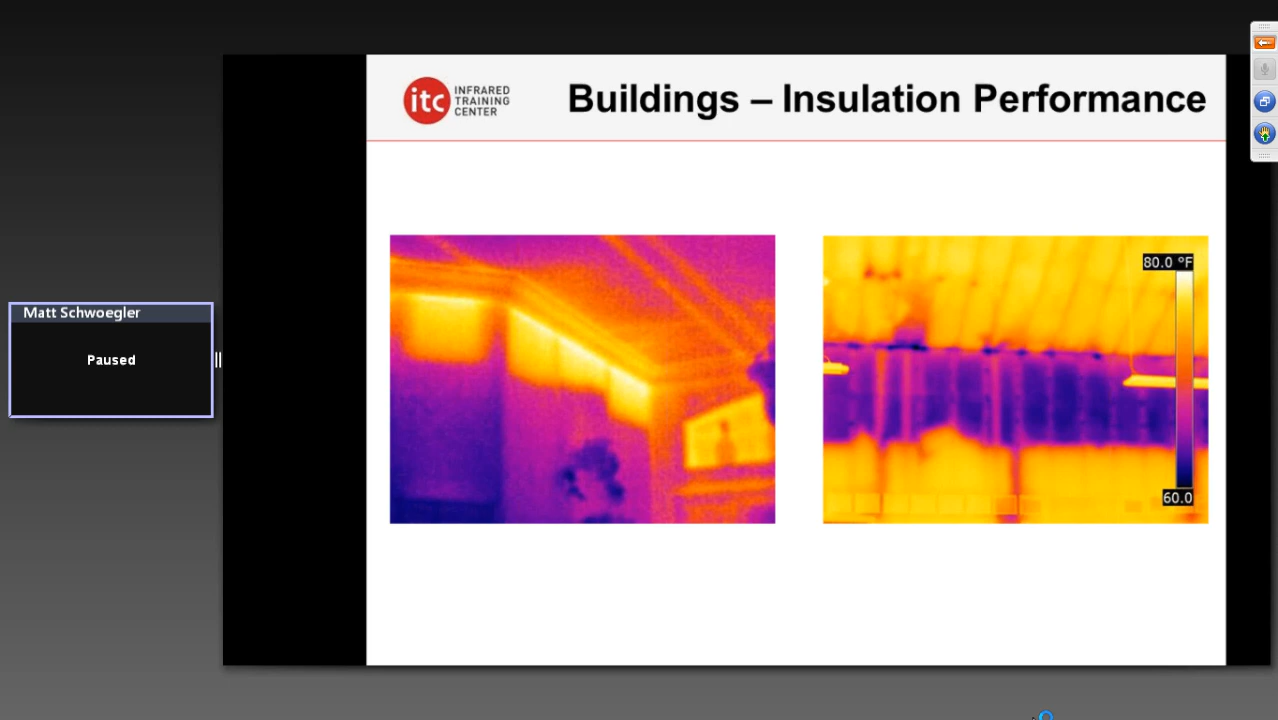 itc INFRARED
TRAINING
CENTER
Buildings – Insulation Performance
Matt Schwoegler
Paused
80.0 °F
60.0